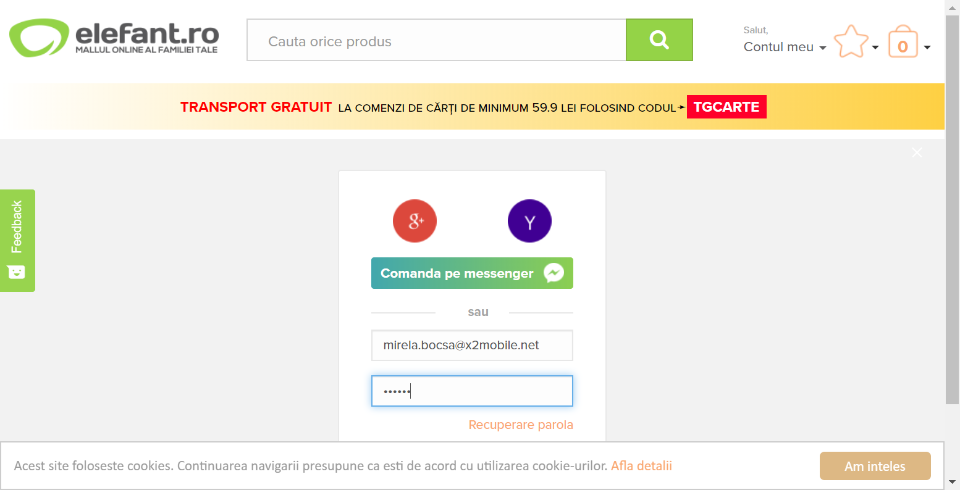 elefant.ro
MALLUL ONLINE AL FAMILIEI TALE
Cauta orice produs
Salut,
Contul meu
0
TRANSPORT GRATUIT LA COMENZI DE CĂRȚI DE MINIMUM 59.9 LEI FOLOSIND CODUL TGCARTE
Feedback
g+
Y
Comanda pe messenger
sau
mirela.bocsa@x2mobile.net
••••••
Recuperare parola
Acest site foloseste cookies. Continuarea navigarii presupune ca esti de acord cu utilizarea cookie-urilor. Afla detalii
Am inteles